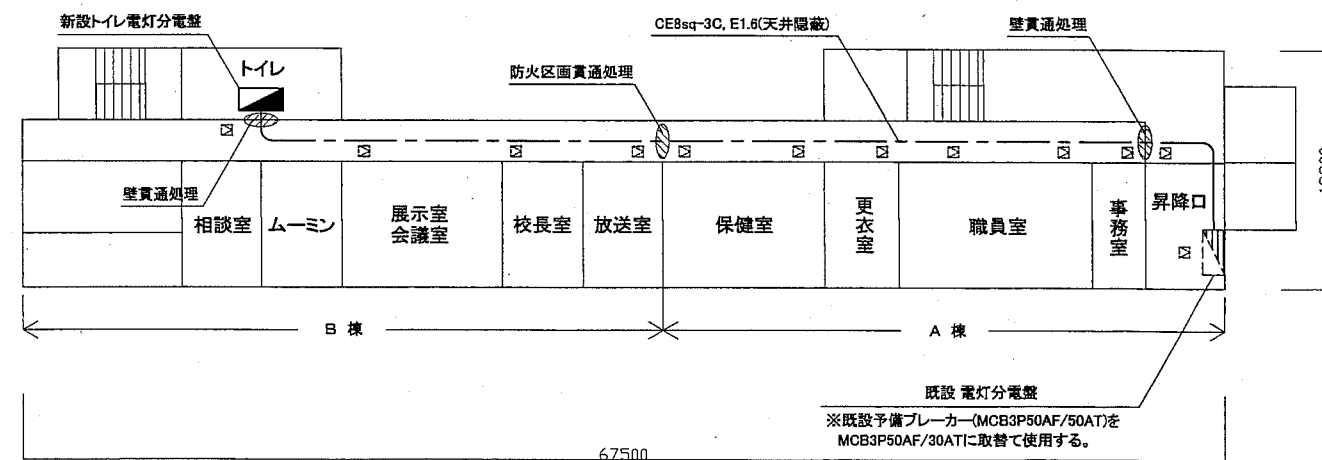 新設トイレ電灯分電盤
CE8sq-3C, E1.6(天井隠蔽)
壁貫通処理
トイレ
防火区画貫通処理
壁貫通処理
相談室
ムーミン
展示室
会議室
校長室
放送室
保健室
更衣室
職員室
事務室
昇降口
B 棟
A 棟
既設 電灯分電盤
※既設予備ブレーカー(MCB3P50AF/50AT)を
MCB3P50AF/30ATに取替て使用する。
67500